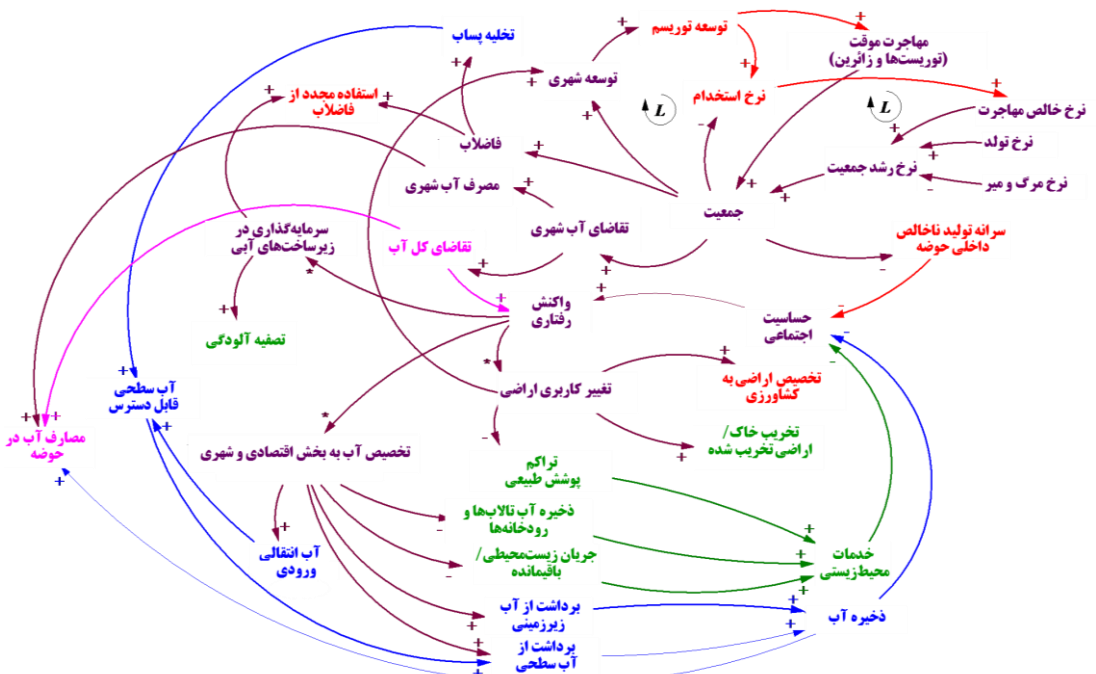 توسعه توریسم
تخلیه پساب
مهاجرت موقت
(توریست‌ها و زائرین)
توسعه شهری
استفاده مجدد از
فاضلاب
نرخ استخدام
نرخ خالص مهاجرت
L
L
فاضلاب
نرخ تولد
نرخ رشد جمعیت
نرخ مرگ و میر
مصرف آب شهری
جمعیت
سرمایه‌گذاری در
زیرساخت‌های آبی
تقاضای کل آب
تقاضای آب شهری
سرانه تولید ناخالص
داخلی حوضه
واکنش
رفتاری
حساسیت
اجتماعی
تصفیه آلودگی
آب سطحی
قابل دسترس
تغییر کاربری اراضی
تخصیص اراضی به
کشاورزی
مصارف آب در
حوضه
تخصیص آب به بخش اقتصادی و شهری
تخریب خاک/
اراضی تخریب شده
تراکم
پوشش طبیعی
ذخیره آب تالاب‌ها و
رودخانه‌ها
آب انتقالی
ورودی
جریان زیست‌محیطی/
باقیمانده
خدمات
محیط‌زیستی
برداشت از آب
زیرزمینی
ذخیره آب
برداشت از
آب سطحی